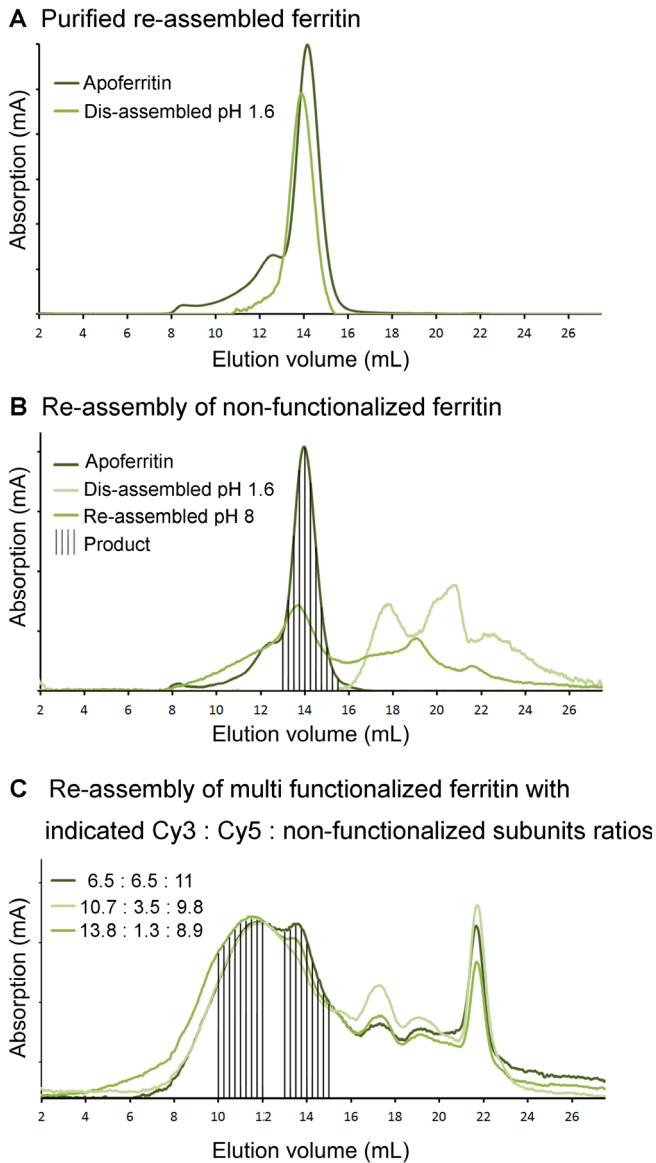 A Purified re-assembled ferritin
Apoferritin
Dis-assembled pH 1.6
Absorption (mA)
2 4 6 8 10 12 14 16 18 20 22 24 26
Elution volume (mL)
B Re-assembly of non-functionalized ferritin
Apoferritin
Dis-assembled pH 1.6
Re-assembled pH 8
Product
Absorption (mA)
2 4 6 8 10 12 14 16 18 20 22 24 26
Elution volume (mL)
C Re-assembly of multi functionalized ferritin with
indicated Cy3 : Cy5 : non-functionalized subunits ratios
6.5 : 6.5 : 11
10.7 : 3.5 : 9.8
13.8 : 1.3 : 8.9
Absorption (mA)
2 4 6 8 10 12 14 16 18 20 22 24 26
Elution volume (mL)